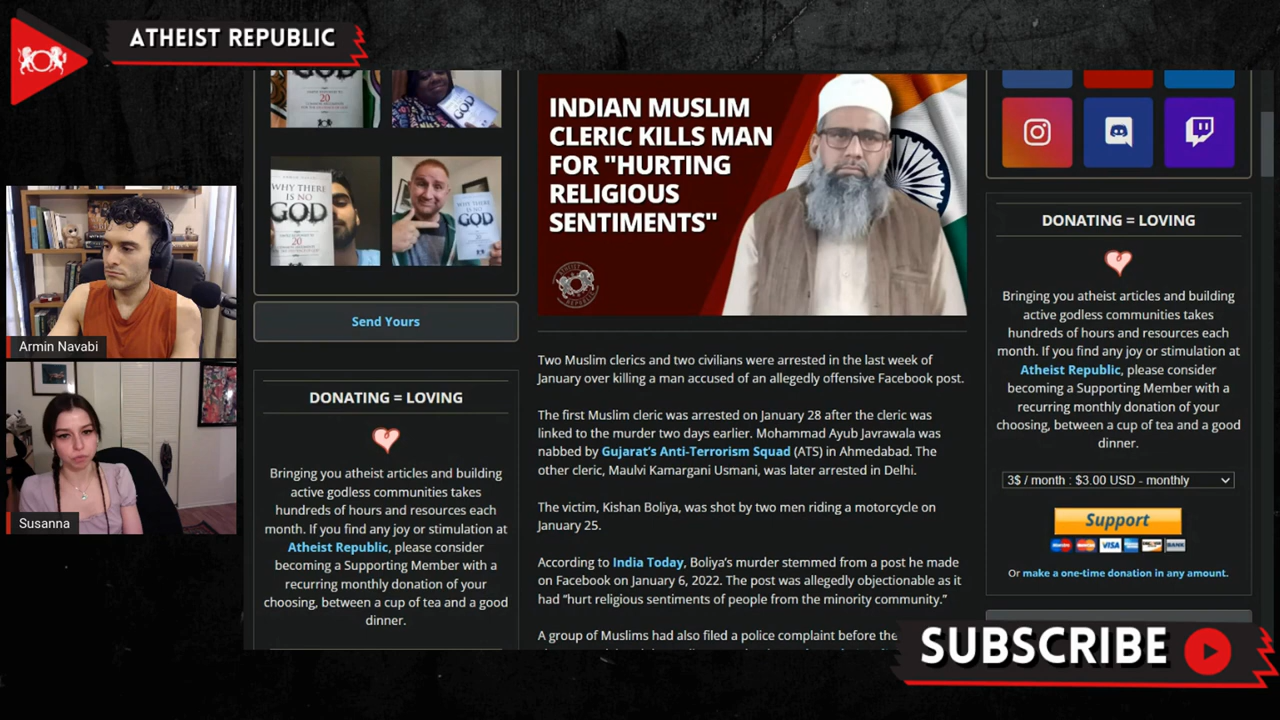 ATHEIST REPUBLIC
GOD
GOD
WHY THERE
IS NO
GOD
20
WHY THERE
IS NO
GOD
Send Yours
DONATING = LOVING
Bringing you atheist articles and building
active godless communities takes
hundreds of hours and resources each
month. If you find any joy or stimulation at
Atheist Republic, please consider
becoming a Supporting Member with a
recurring monthly donation of your
choosing, between a cup of tea and a good
dinner.
INDIAN MUSLIM
CLERIC KILLS MAN
FOR "HURTING
RELIGIOUS
SENTIMENTS"
ATHEIST
REPUBLIC
Two Muslim clerics and two civilians were arrested in the last week of
January over killing a man accused of an allegedly offensive Facebook post.
The first Muslim cleric was arrested on January 28 after the cleric was
linked to the murder two days earlier. Mohammad Ayub Javrawala was
nabbed by Gujarat's Anti-Terrorism Squad (ATS) in Ahmedabad. The
other cleric, Maulvi Kamargani Usmani, was later arrested in Delhi.
The victim, Kishan Boliya, was shot by two men riding a motorcycle on
January 25.
According to India Today, Boliya's murder stemmed from a post he made
on Facebook on January 6, 2022. The post was allegedly objectionable as it
had "hurt religious sentiments of people from the minority community."
A group of Muslims had also filed a police complaint before the
DONATING = LOVING
Bringing you atheist articles and building
active godless communities takes
hundreds of hours and resources each
month. If you find any joy or stimulation at
Atheist Republic, please consider
becoming a Supporting Member with a
recurring monthly donation of your
choosing, between a cup of tea and a good
dinner.
3$ / month : $3.00 USD - monthly
Support
VISA
BANK
Or make a one-time donation in any amount.
Armin Navabi
Susanna
SUBSCRIBE